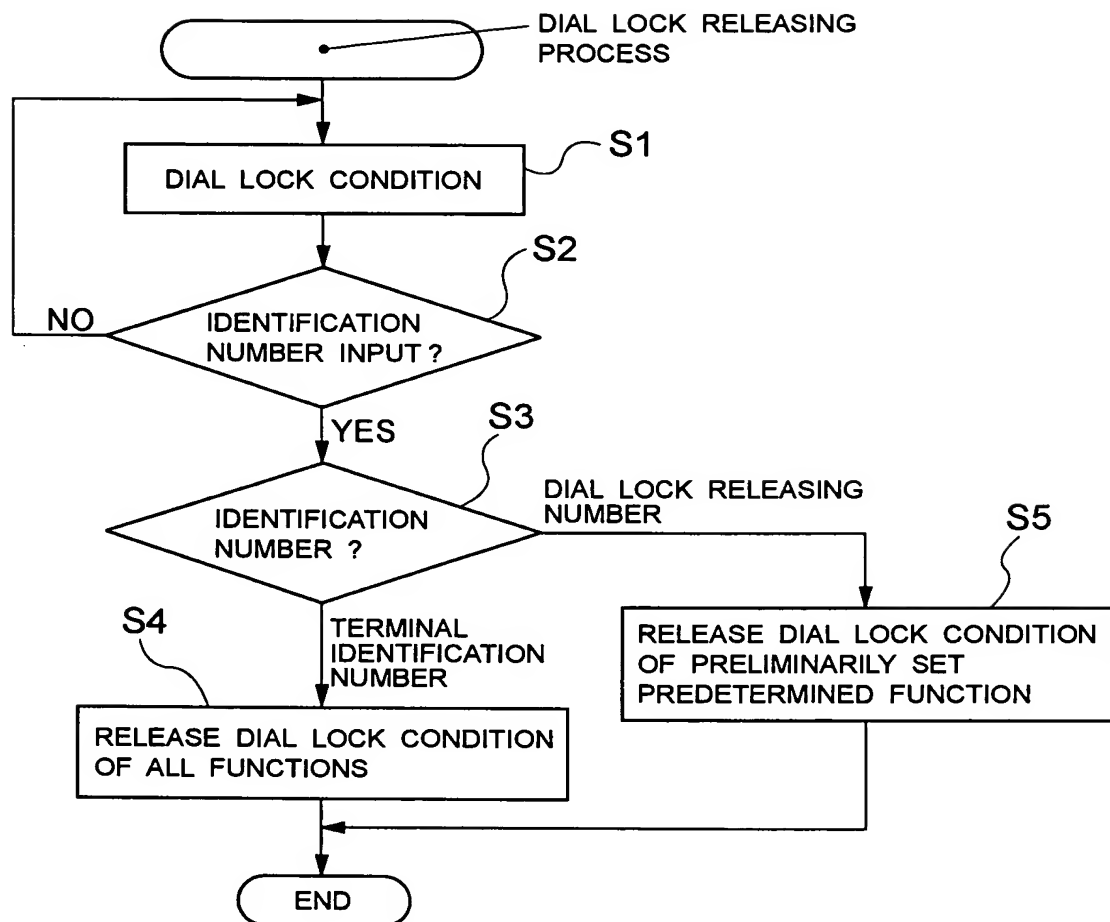 DIAL LOCK RELEASING
PROCESS
S1
DIAL LOCK CONDITION
S2
NO
IDENTIFICATION
NUMBER INPUT ?
YES
S3
IDENTIFICATION
NUMBER ?
DIAL LOCK RELEASING
NUMBER
S5
S4
TERMINAL
IDENTIFICATION
NUMBER
RELEASE DIAL LOCK CONDITION
OF PRELIMINARILY SET
PREDETERMINED FUNCTION
RELEASE DIAL LOCK CONDITION
OF ALL FUNCTIONS
END